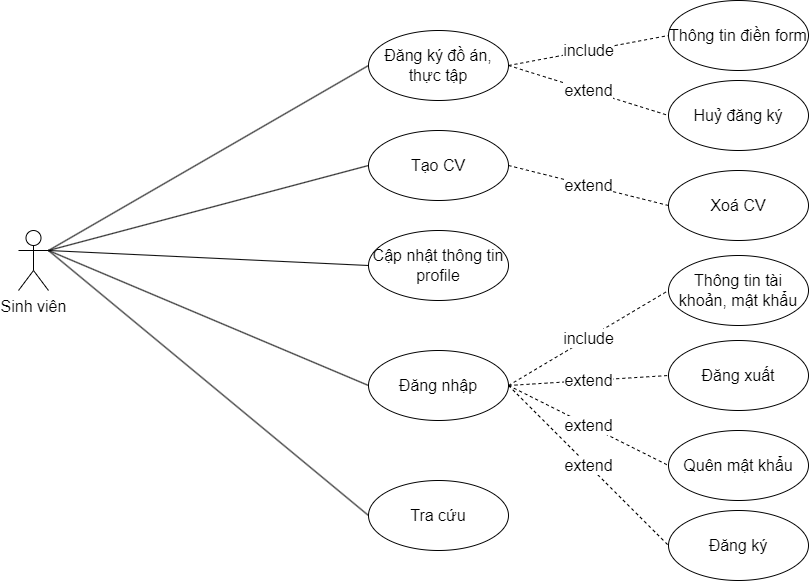 Thông tin điền form
Đăng ký đồ án,
thực tập
include
extend
Huỷ đăng ký
Tạo CV
extend
Xoá CV
Sinh viên
Cập nhật thông tin
profile
Thông tin tài
khoản, mật khẩu
include
Đăng nhập
extend
Đăng xuất
extend
Quên mật khẩu
extend
Đăng ký
Tra cứu